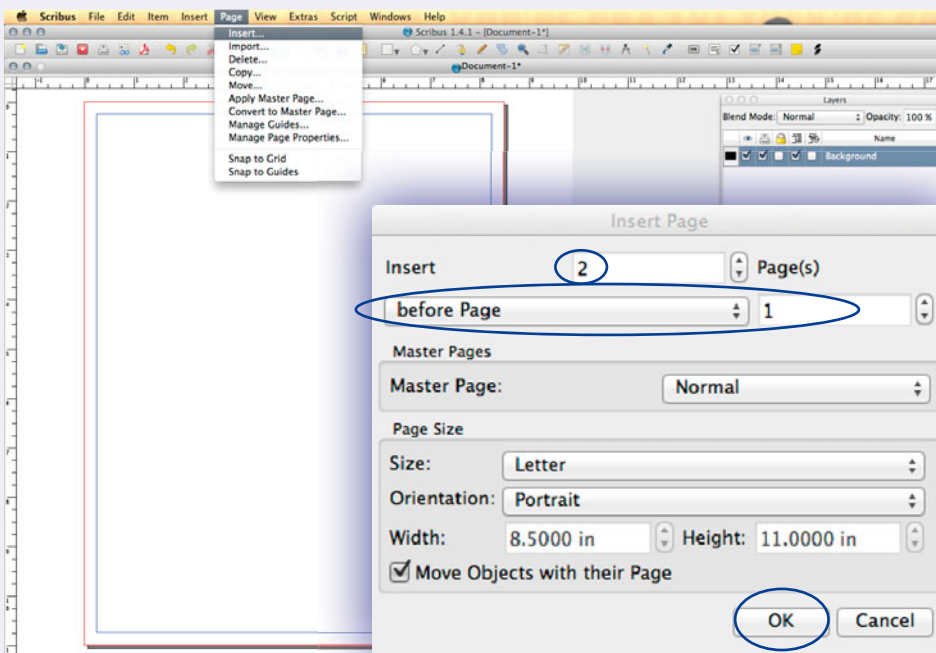 Scribus File Edit Item Insert Page View Extras Script Windows Help
Scribus 1.4.1 - [Document-1*]
Document-1*
Insert...
Import...
Delete...
Copy...
Move...
Apply Master Page...
Convert to Master Page...
Manage Guides...
Manage Page Properties...
Snap to Grid
Snap to Guides
Layers
Blend Mode: Normal Opacity: 100 %
Name
Background
Insert Page
Insert 2 Page(s)
before Page 1
Master Pages
Master Page: Normal
Page Size
Size: Letter
Orientation: Portrait
Width: 8.5000 in Height: 11.0000 in
Move Objects with their Page
OK Cancel